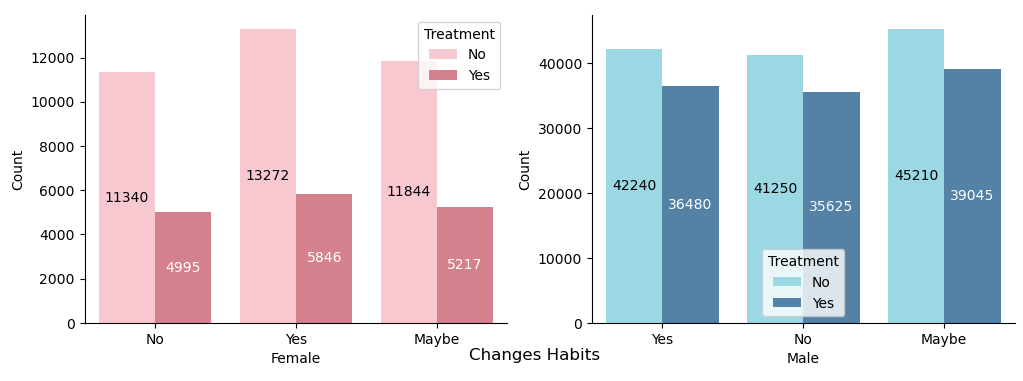 Treatment
No
Yes
Count
12000
10000
8000
6000
4000
2000
0
11340
4995
13272
5846
11844
5217
No
Yes
Maybe
Female
Treatment
No
Yes
Count
40000
30000
20000
10000
0
42240
36480
41250
35625
45210
39045
Yes
No
Maybe
Male
Changes Habits